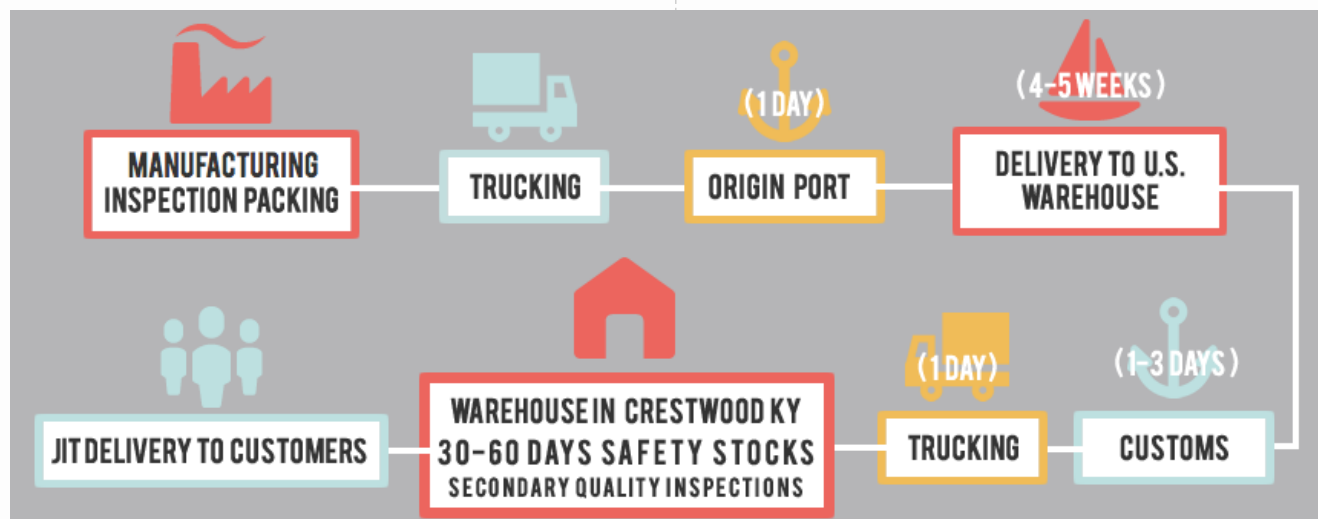 (1 DAY)
(4-5 WEEKS)
MANUFACTURING
INSPECTION PACKING
TRUCKING
ORIGIN PORT
DELIVERY TO U.S.
WAREHOUSE
(1-3 DAYS)
CUSTOMS
(1 DAY)
TRUCKING
WAREHOUSE IN CRESTWOOD KY
30-60 DAYS SAFETY STOCKS
SECONDARY QUALITY INSPECTIONS
JIT DELIVERY TO CUSTOMERS